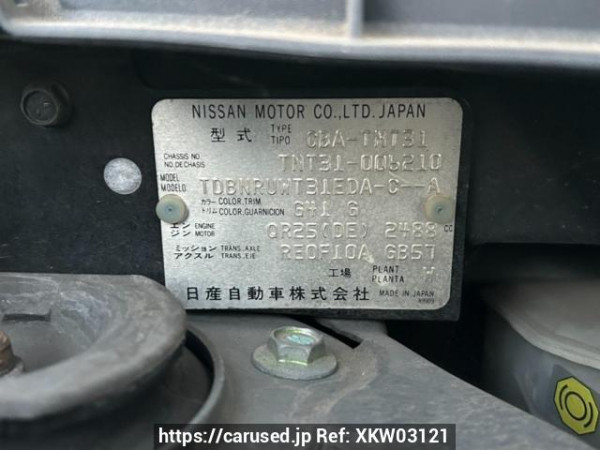 NISSAN MOTOR CO.,LTD. JAPAN
型式 TYPE TIPO CBA-TNT31
CHASSIS NO. NO.DECHASIS TNT31-006210
MODEL MODELO TDBNRUWT31EDA-C--A
カラー トリム COLOR,TRIM COLOR,GUARNICION G41 G
エンジン ENGINE MOTOR QR25(DE) 2488 cc
ミッション アクスル TRANS.,AXLE TRANS.,EJE RE0F10A GB57
工場 PLANT PLANTA W
日産自動車株式会社 MADE IN JAPAN
https://carused.jp Ref: XKW03121